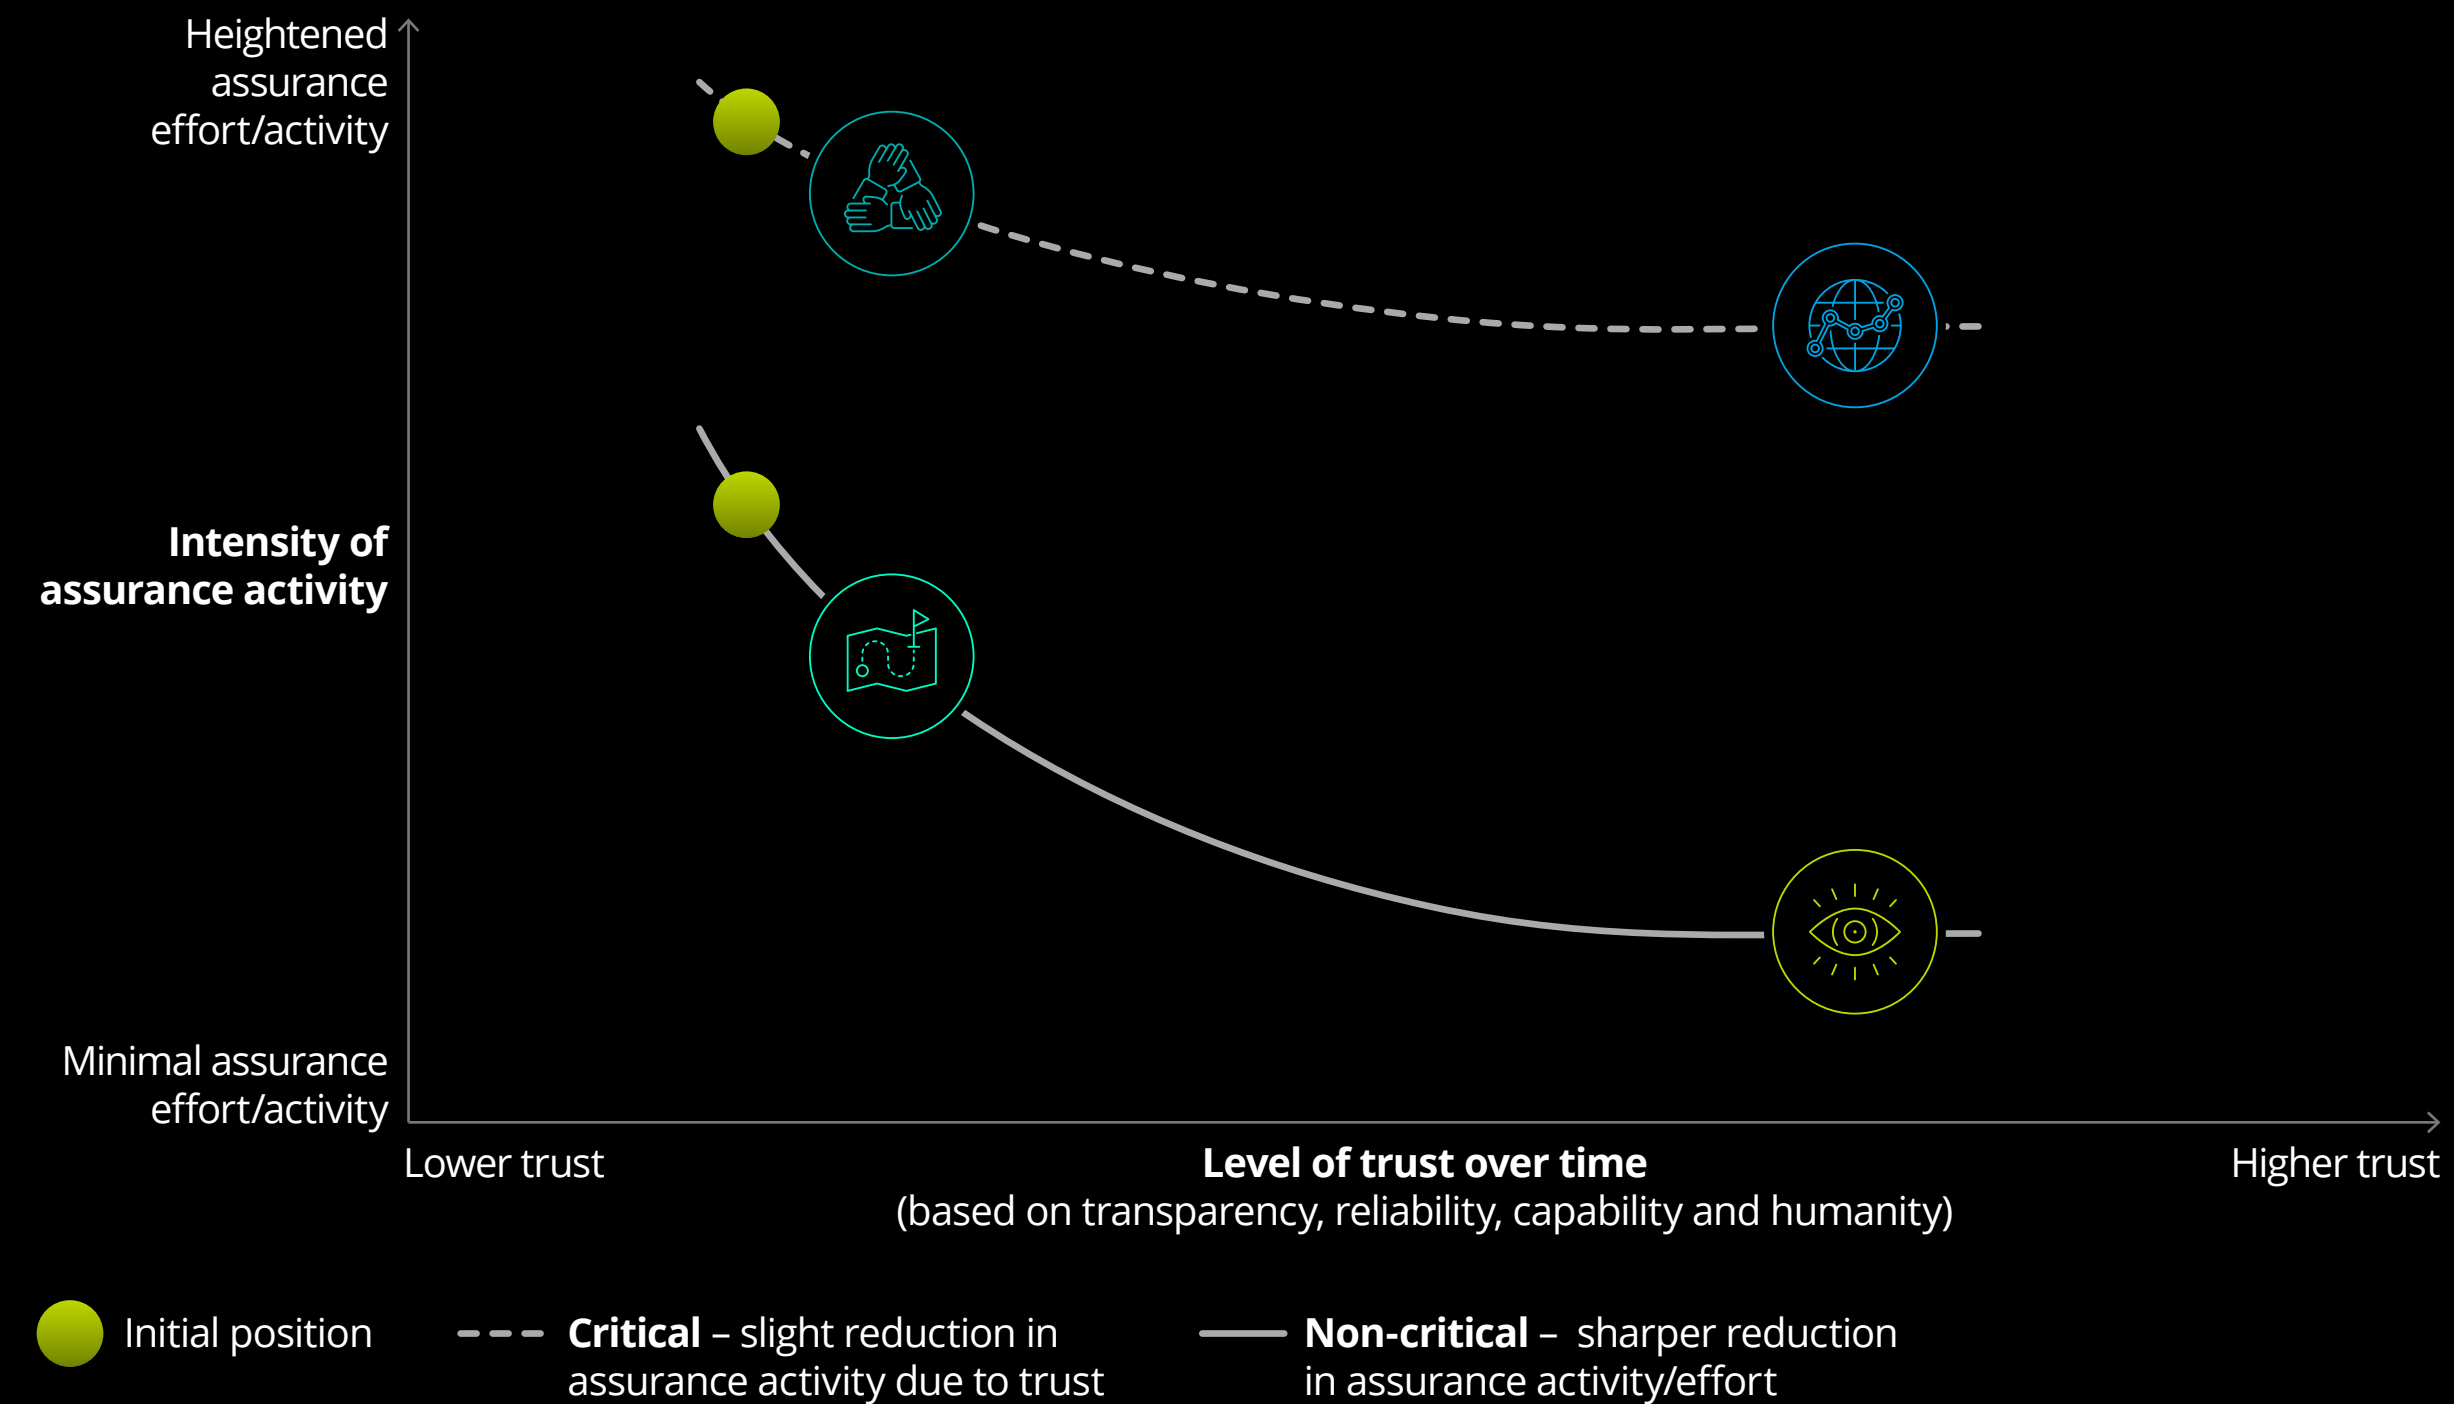 Heightened
assurance
effort/activity
Intensity of
assurance activity
Minimal assurance
effort/activity
Lower trust
Level of trust over time
Higher trust
(based on transparency, reliability, capability and humanity)
Initial position
Critical – slight reduction in
assurance activity due to trust
Non-critical – sharper reduction
in assurance activity/effort